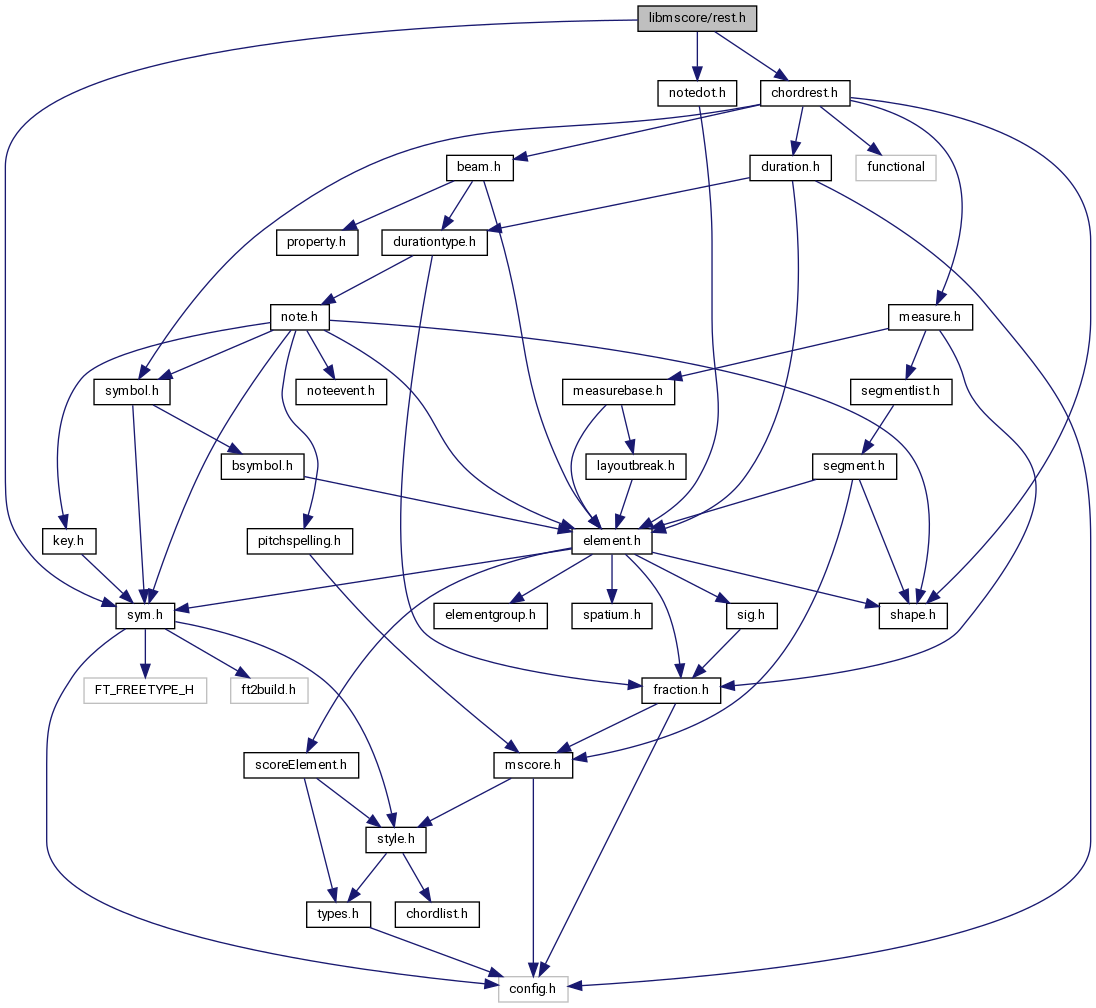 libmscore/rest.h
notedot.h
chordrest.h
beam.h
duration.h
functional
property.h
durationtype.h
note.h
measure.h
symbol.h
noteevent.h
measurebase.h
segmentlist.h
bsymbol.h
layoutbreak.h
segment.h
key.h
pitchspelling.h
element.h
sym.h
elementgroup.h
spatium.h
sig.h
shape.h
FT_FREETYPE_H
ft2build.h
fraction.h
scoreElement.h
mscore.h
style.h
types.h
chordlist.h
config.h